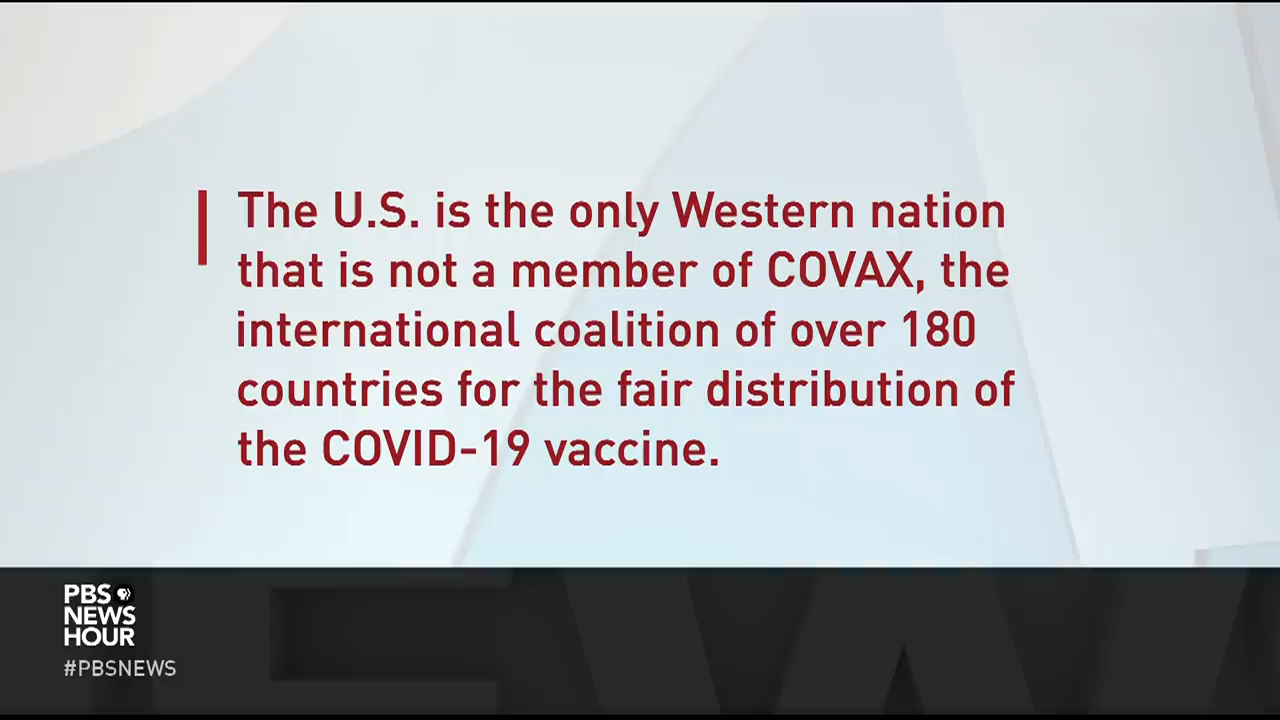 The U.S. is the only Western nation
that is not a member of COVAX, the
international coalition of over 180
countries for the fair distribution of
the COVID-19 vaccine.
PBS
NEWS
HOUR
#PBSNEWS